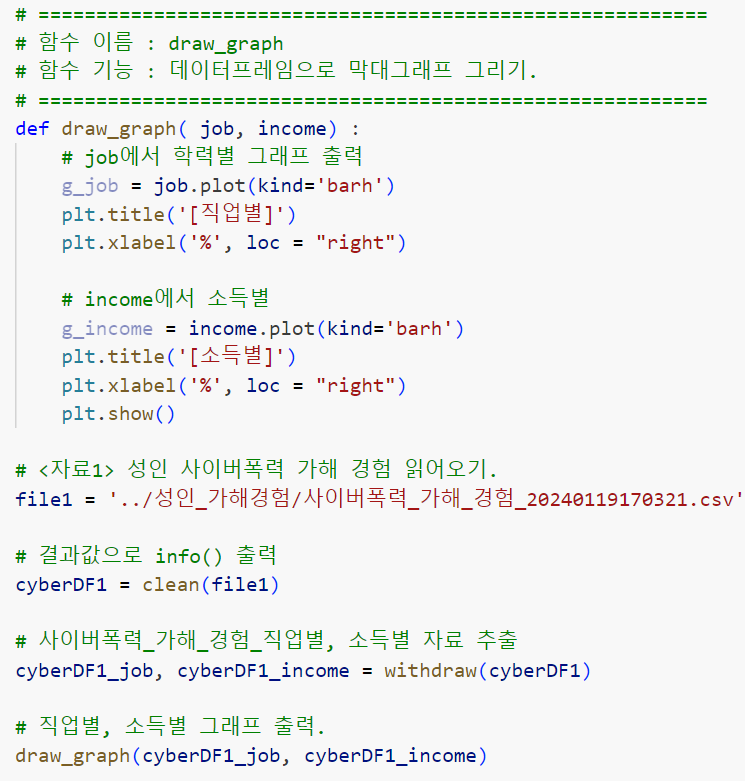 # =========================================================
# 함수 이름 : draw_graph
# 함수 기능 : 데이터프레임으로 막대그래프 그리기.
# =========================================================
def draw_graph( job, income) :
    # job에서 학력별 그래프 출력
    g_job = job.plot(kind='barh')
    plt.title('[직업별]')
    plt.xlabel('%', loc = "right")

    # income에서 소득별
    g_income = income.plot(kind='barh')
    plt.title('[소득별]')
    plt.xlabel('%', loc = "right")
    plt.show()

# <자료1> 성인 사이버폭력 가해 경험 읽어오기.
file1 = '../성인_가해경험/사이버폭력_가해_경험_20240119170321.csv'

# 결과값으로 info() 출력
cyberDF1 = clean(file1)

# 사이버폭력_가해_경험_직업별, 소득별 자료 추출
cyberDF1_job, cyberDF1_income = withdraw(cyberDF1)

# 직업별, 소득별 그래프 출력.
draw_graph(cyberDF1_job, cyberDF1_income)